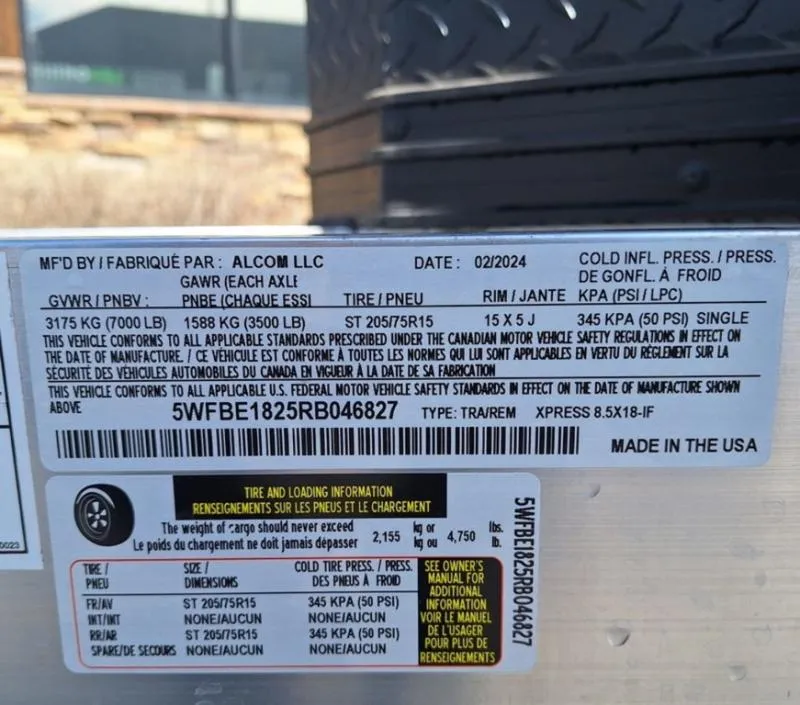 MF'D BY / FABRIQUÉ PAR : ALCOM LLC DATE : 02/2024 COLD INFL. PRESS. / PRESS.
DE GONFL. À FROID
GAWR (EACH AXLE
GVWR / PNBV : PNBE (CHAQUE ESSI TIRE / PNEU RIM / JANTE KPA (PSI / LPC)
3175 KG (7000 LB) 1588 KG (3500 LB) ST 205/75R15 15 X 5 J 345 KPA (50 PSI) SINGLE
THIS VEHICLE CONFORMS TO ALL APPLICABLE STANDARDS PRESCRIBED UNDER THE CANADIAN MOTOR VEHICLE SAFETY REGULATIONS IN EFFECT ON
THE DATE OF MANUFACTURE. / CE VÉHICULE EST CONFORME À TOUTES LES NORMES QUI LUI SONT APPLICABLES EN VERTU DU RÈGLEMENT SUR LA
SÉCURITÉ DES VÉHICULES AUTOMOBILES DU CANADA EN VIGUEUR À LA DATE DE SA FABRICATION
THIS VEHICLE CONFORMS TO ALL APPLICABLE U.S. FEDERAL MOTOR VEHICLE SAFETY STANDARDS IN EFFECT ON THE DATE OF MANUFACTURE SHOWN
ABOVE 5WFBE1825RB046827 TYPE: TRA/REM XPRESS 8.5X18-IF
MADE IN THE USA
TIRE AND LOADING INFORMATION
RENSEIGNEMENTS SUR LES PNEUS ET LE CHARGEMENT
The weight of cargo should never exceed 2,155 kg or 4,750 lbs.
Le poids du chargement ne doit jamais dépasser kg ou lb.
TIRE / SIZE / COLD TIRE PRESS. / PRESS.
PNEU DIMENSIONS DES PNEUS À FROID
FR/AV ST 205/75R15 345 KPA (50 PSI)
INT/INT NONE/AUCUN NONE/AUCUN
RR/AR ST 205/75R15 345 KPA (50 PSI)
SPARE/DE SECOURS NONE/AUCUN NONE/AUCUN
SEE OWNER'S
MANUAL FOR
ADDITIONAL
INFORMATION
VOIR LE MANUEL
DE L'USAGER
POUR PLUS DE
RENSEIGNEMENTS
5WFBE1825RB046827
0023